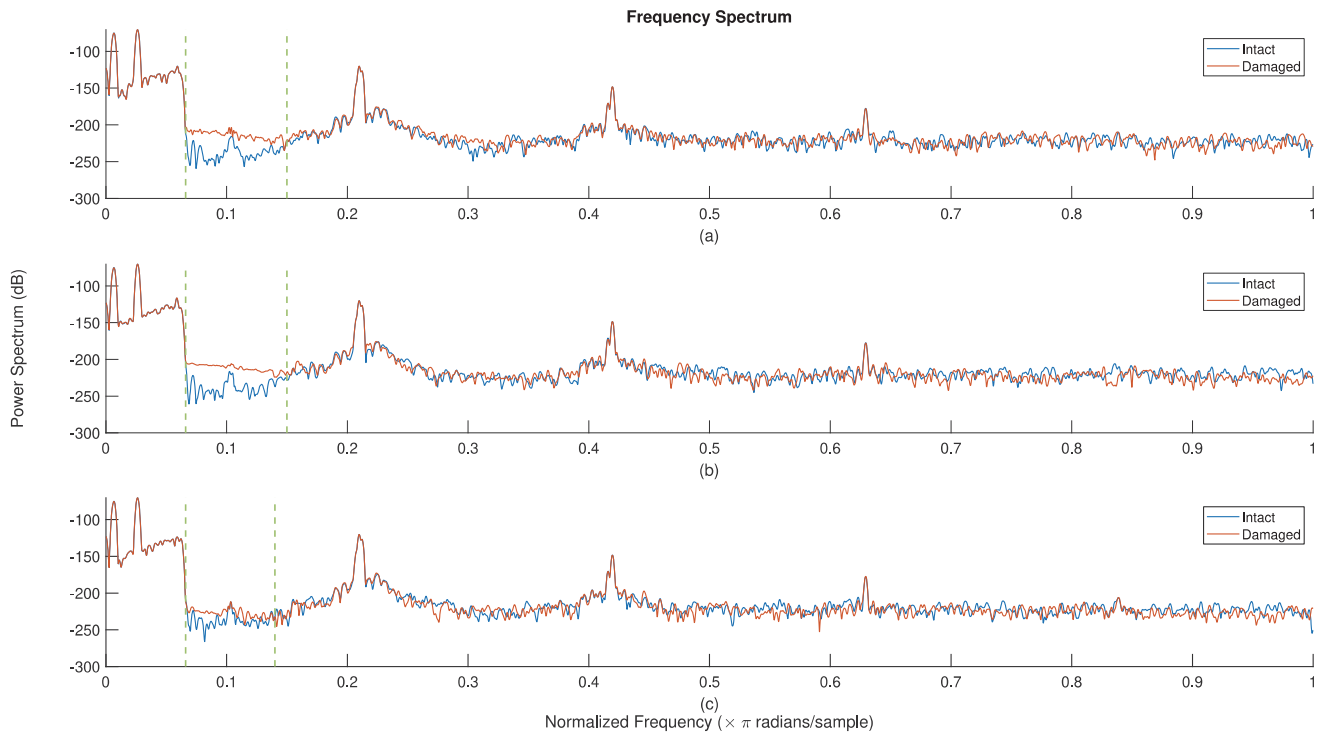 Frequency Spectrum
-100
-150
-200
-250
-300
0 0.1 0.2 0.3 0.4 0.5 0.6 0.7 0.8 0.9 1
(a)
Intact
Damaged
Power Spectrum (dB)
-100
-150
-200
-250
-300
0 0.1 0.2 0.3 0.4 0.5 0.6 0.7 0.8 0.9 1
(b)
Intact
Damaged
-100
-150
-200
-250
-300
0 0.1 0.2 0.3 0.4 0.5 0.6 0.7 0.8 0.9 1
(c)
Intact
Damaged
Normalized Frequency (× π radians/sample)